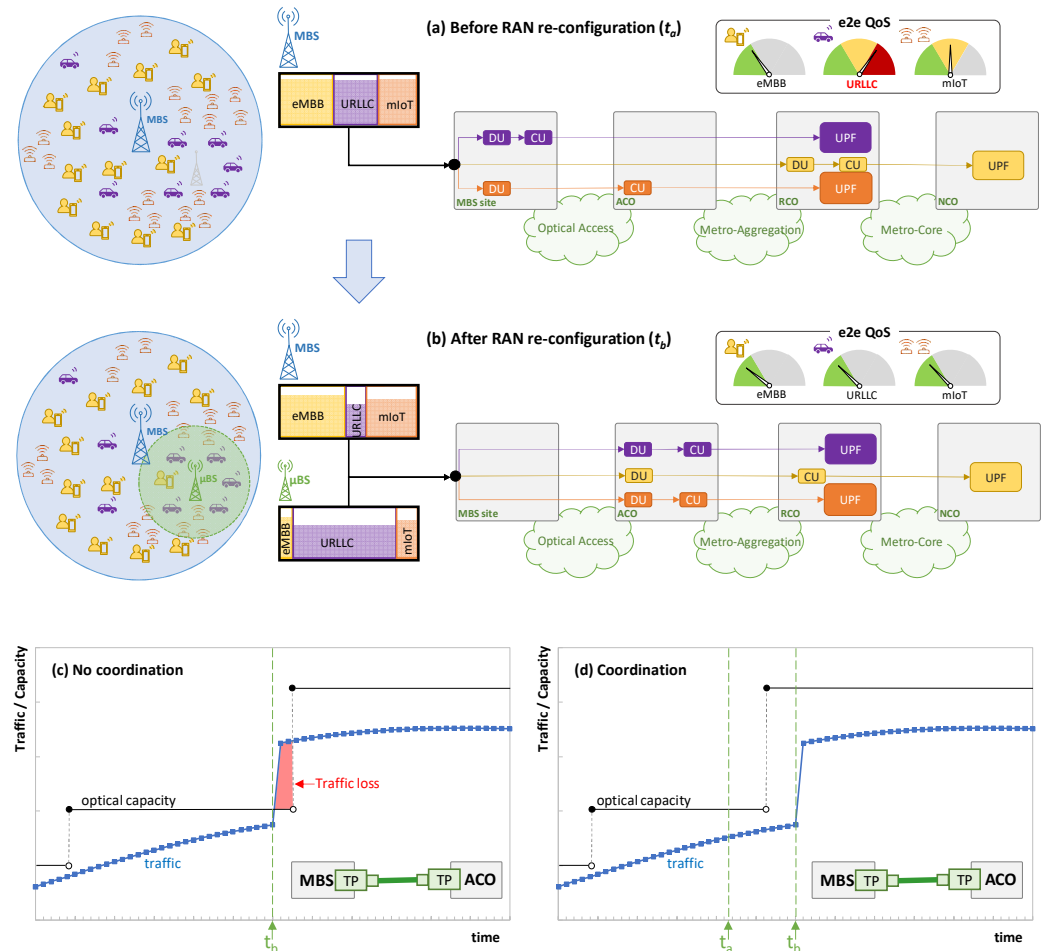 (a) Before RAN re-configuration (tₐ)
MBS
MBS
eMBB
URLLC
mIoT
e2e QoS
eMBB
URLLC
mIoT
DU
CU
UPF
DU
CU
UPF
DU
CU
UPF
MBS site
ACO
RCO
NCO
Optical Access
Metro-Aggregation
Metro-Core
(b) After RAN re-configuration (t_b)
MBS
MBS
µBS
eMBB
URLLC
mIoT
µBS
eMBB
URLLC
mIoT
e2e QoS
eMBB
URLLC
mIoT
DU
CU
UPF
DU
CU
UPF
DU
CU
UPF
MBS site
ACO
RCO
NCO
Optical Access
Metro-Aggregation
Metro-Core
Traffic / Capacity
(c) No coordination
Traffic loss
optical capacity
traffic
MBS TP TP ACO
t_b
time
Traffic / Capacity
(d) Coordination
optical capacity
traffic
MBS TP TP ACO
tₐ
t_b
time